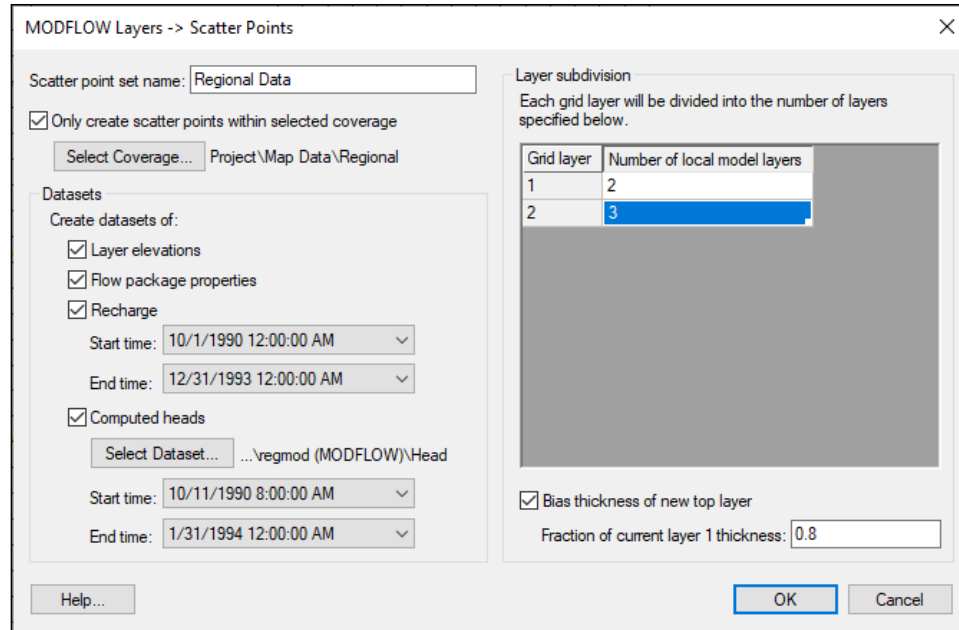 MODFLOW Layers -> Scatter Points
Scatter point set name: Regional Data
Only create scatter points within selected coverage
Select Coverage... Project\Map Data\Regional
Datasets
Create datasets of:
Layer elevations
Flow package properties
Recharge
Start time: 10/1/1990 12:00:00 AM
End time: 12/31/1993 12:00:00 AM
Computed heads
Select Dataset... ...\regmod (MODFLOW)\Head
Start time: 10/11/1990 8:00:00 AM
End time: 1/31/1994 12:00:00 AM
Layer subdivision
Each grid layer will be divided into the number of layers
specified below.
Grid layer Number of local model layers
1 2
2 3
Bias thickness of new top layer
Fraction of current layer 1 thickness: 0.8
Help...
OK
Cancel